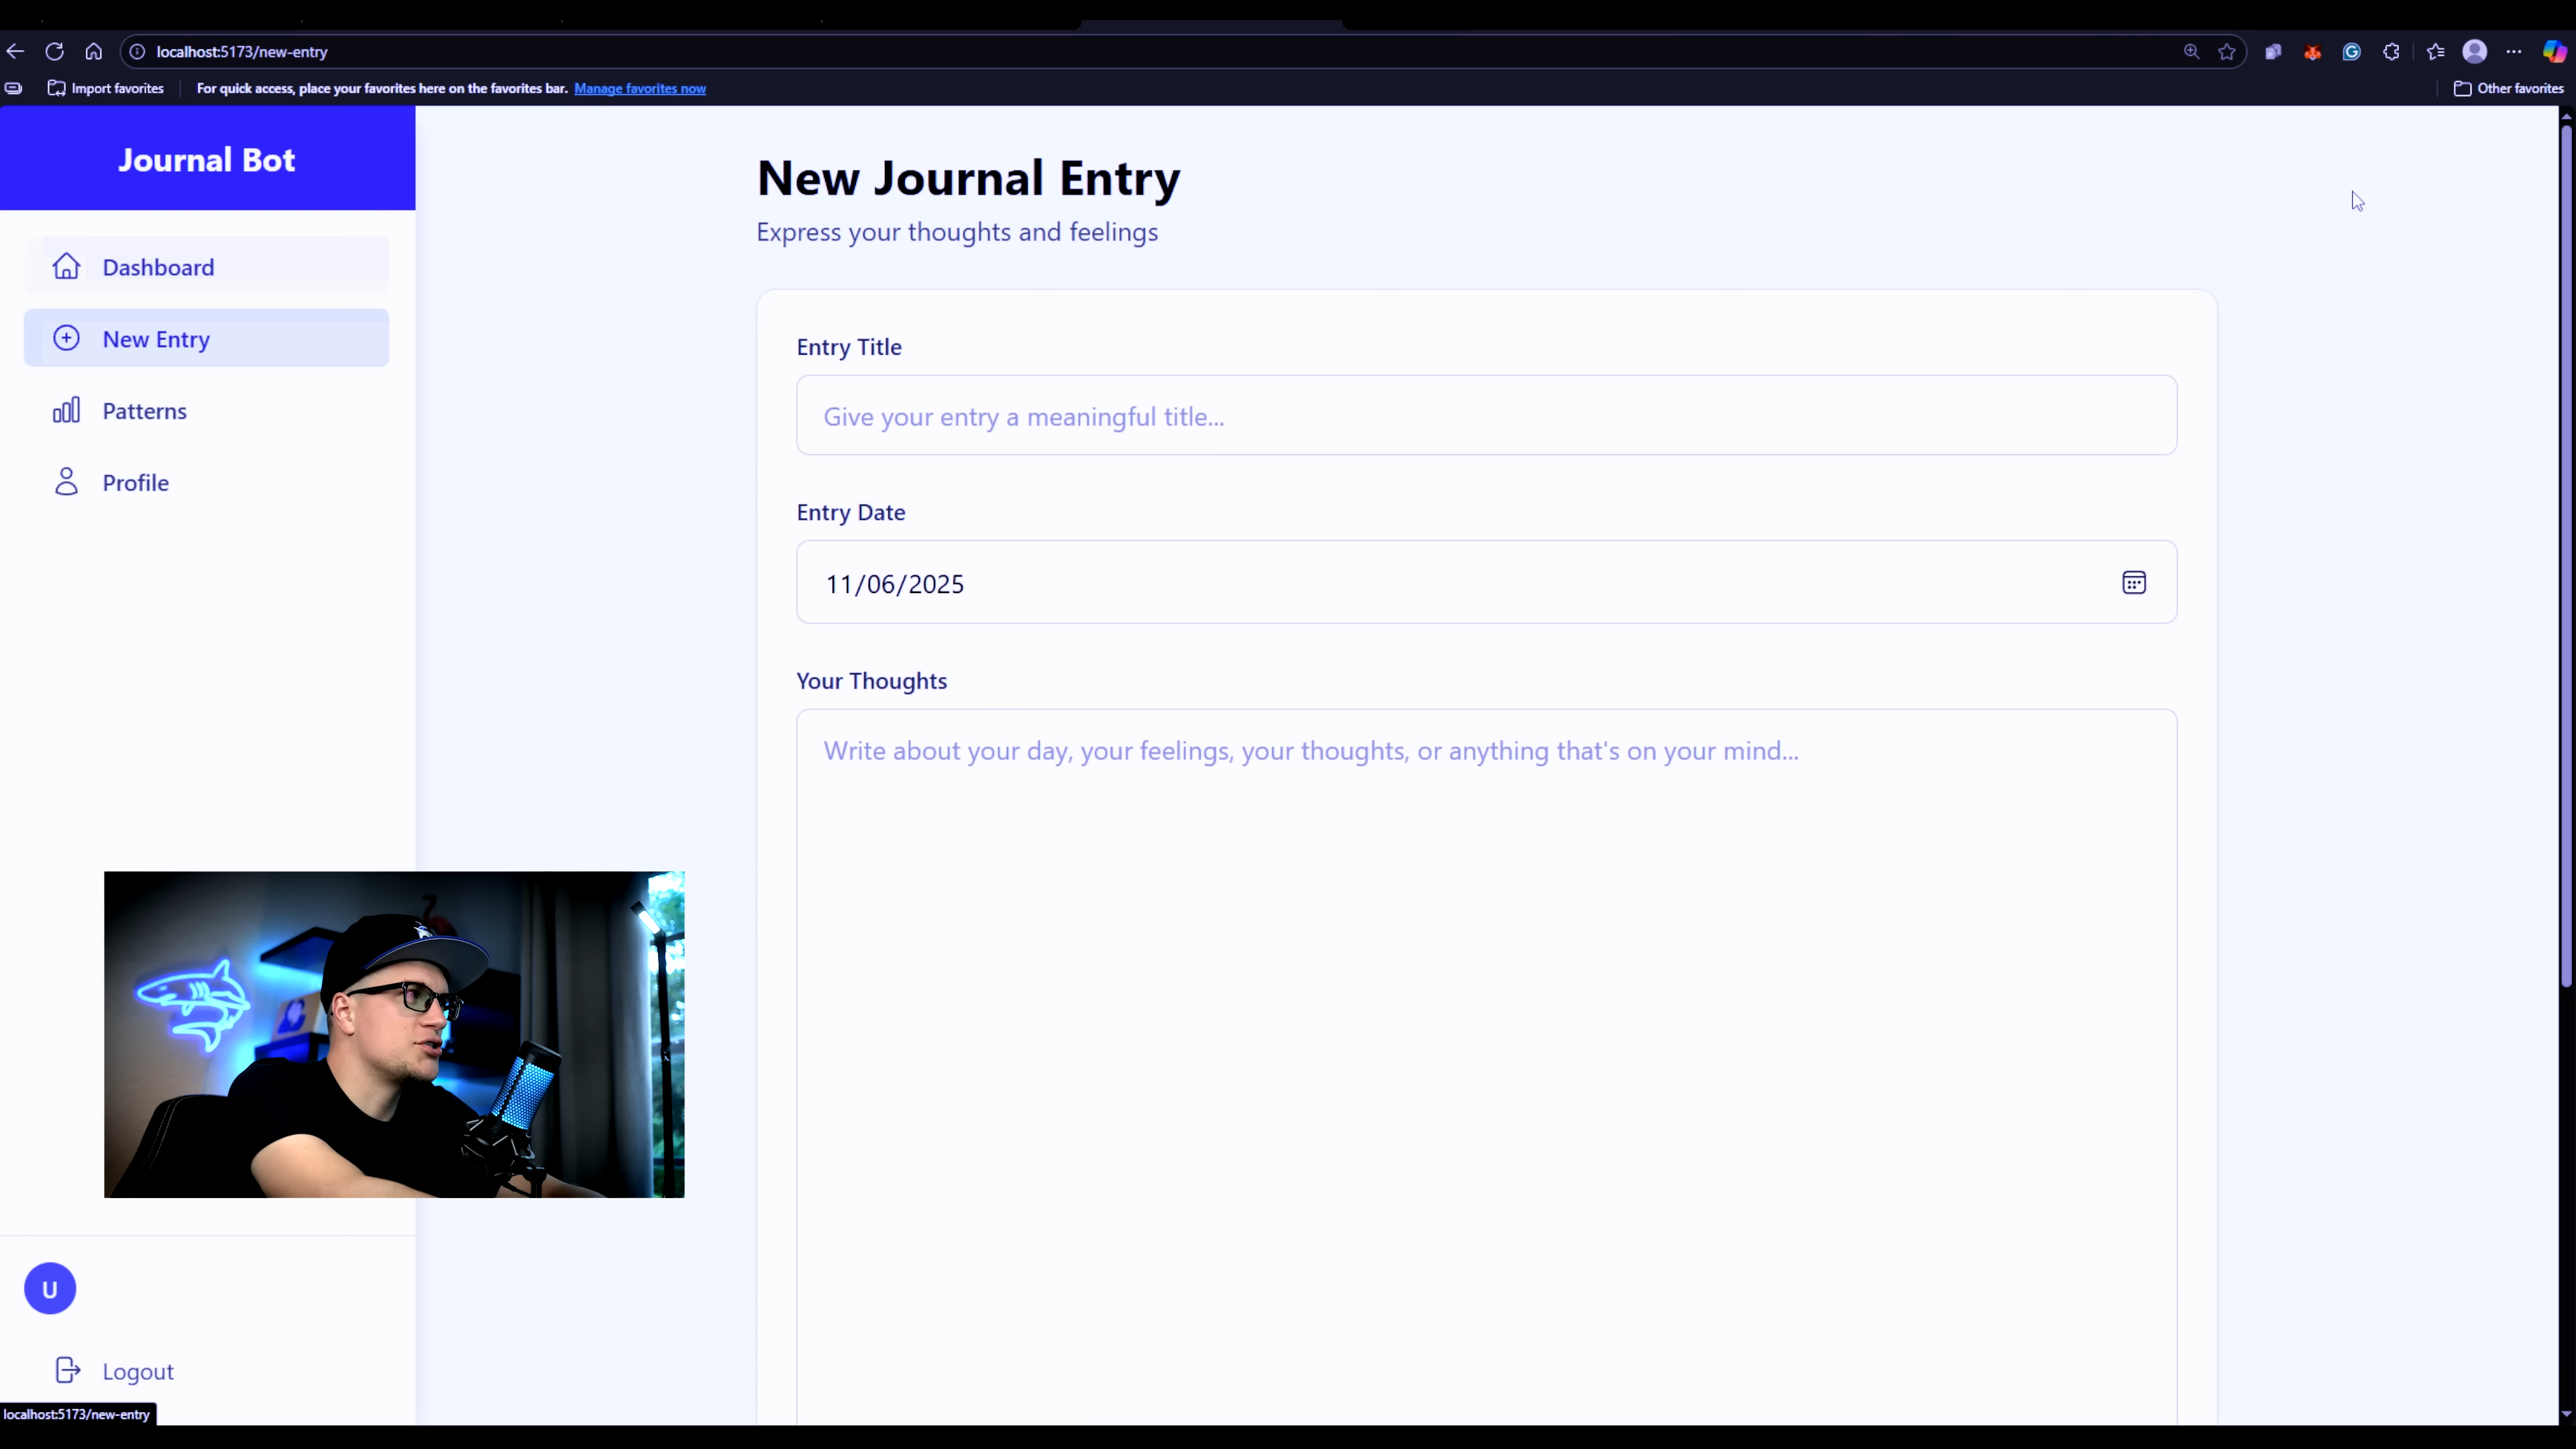 localhost:5173/new-entry
Import favorites
For quick access, place your favorites here on the favorites bar. Manage favorites now
Other favorites
Journal Bot
Dashboard
New Entry
Patterns
Profile
New Journal Entry
Express your thoughts and feelings
Entry Title
Give your entry a meaningful title...
Entry Date
11/06/2025
Your Thoughts
Write about your day, your feelings, your thoughts, or anything that's on your mind...
U
Logout
localhost:5173/new-entry